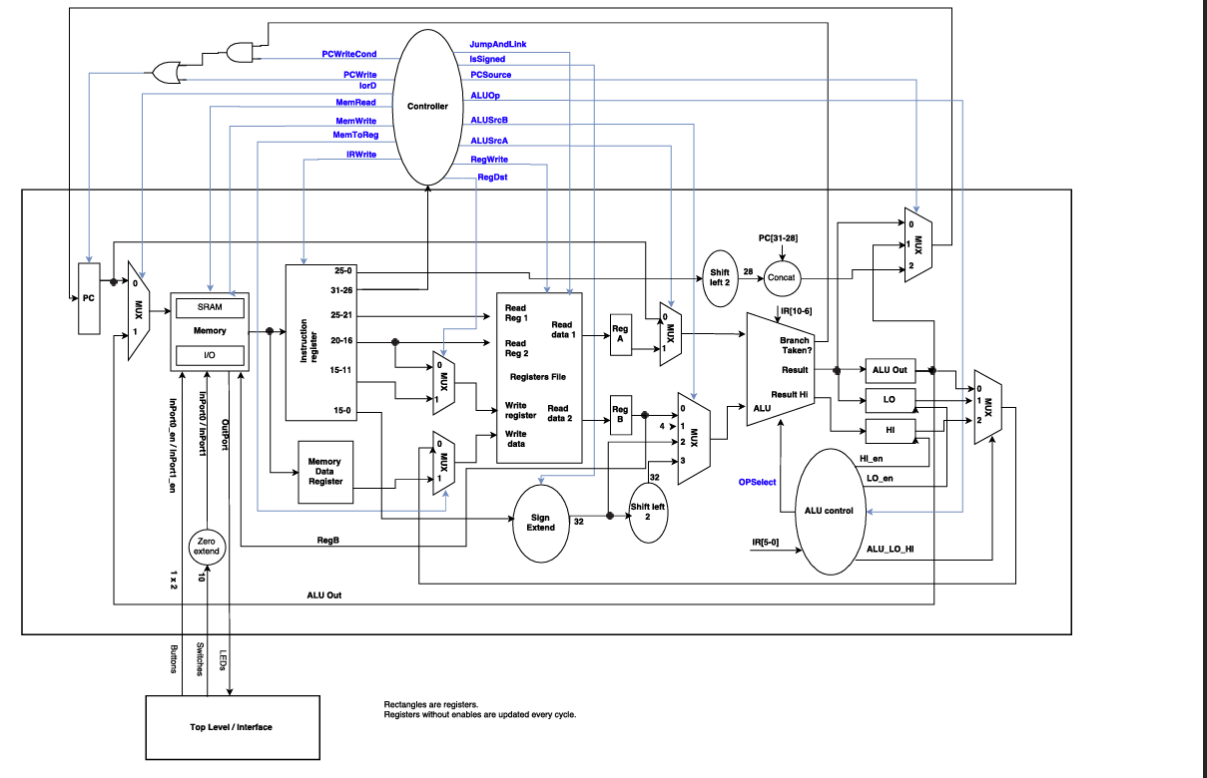 JumpAndLink
PCWriteCond
IsSigned
PCWrite
PCSource
IorD
ALUOp
MemRead
Controller
MemWrite
ALUSrcB
MemToReg
ALUSrcA
IRWrite
RegWrite
RegDst
PC[31-28]
0
MUX
1
2
Shift
left 2
28
Concat
25-0
31-26
25-21
20-16
15-11
15-0
Instruction
register
PC
0
MUX
1
SRAM
Memory
I/O
Read
Reg 1
Read
Reg 2
Registers File
Write
register
Write
data
Read
data 1
Read
data 2
Reg
A
Reg
B
0
MUX
1
IR[10-6]
Branch
Taken?
Result
Result Hi
ALU
ALU Out
LO
HI
0
1
2
MUX
0
MUX
1
0
4
1
2
3
MUX
0
MUX
1
Memory
Data
Register
InPort0_en / InPort1_en
InPort0 / InPort1
OutPort
HI_en
LO_en
OPSelect
ALU control
32
Sign
Extend
32
Shift left
2
Zero
extend
RegB
IR[5-0]
ALU_LO_HI
1 x 2
10
ALU Out
Buttons
Switches
LEDs
Top Level / Interface
Rectangles are registers.
Registers without enables are updated every cycle.